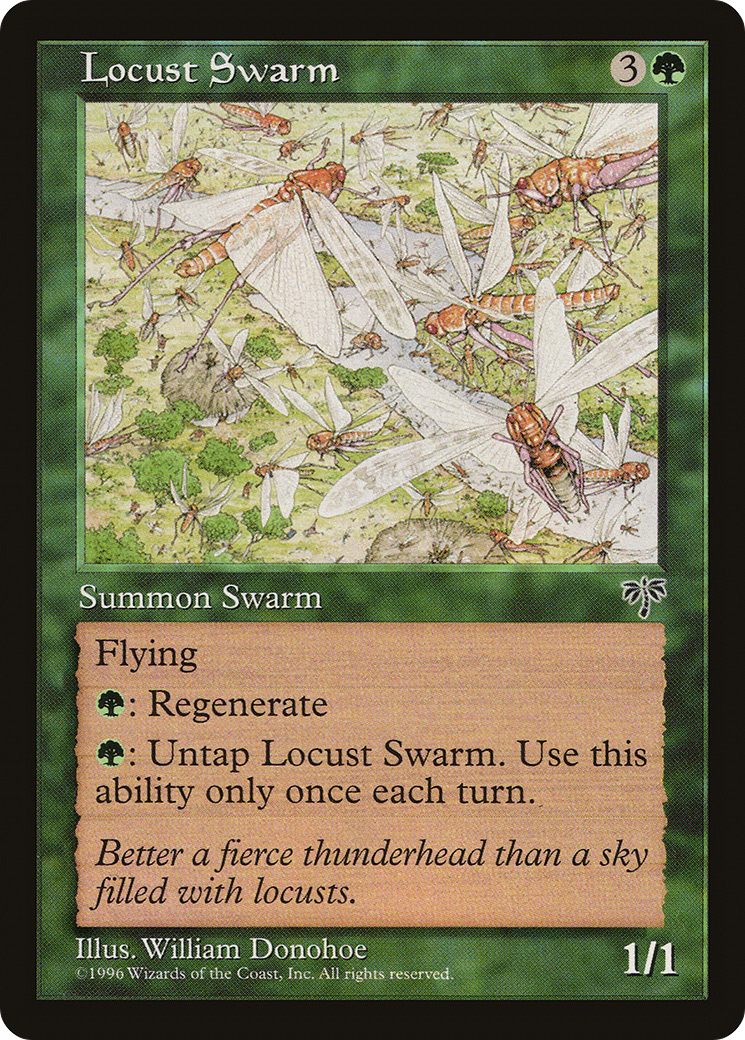 Locust Swarm 3
Summon Swarm
Flying
: Regenerate
: Untap Locust Swarm. Use this
ability only once each turn.
Better a fierce thunderhead than a sky
filled with locusts.
Illus. William Donohoe
©1996 Wizards of the Coast, Inc. All rights reserved.
1/1